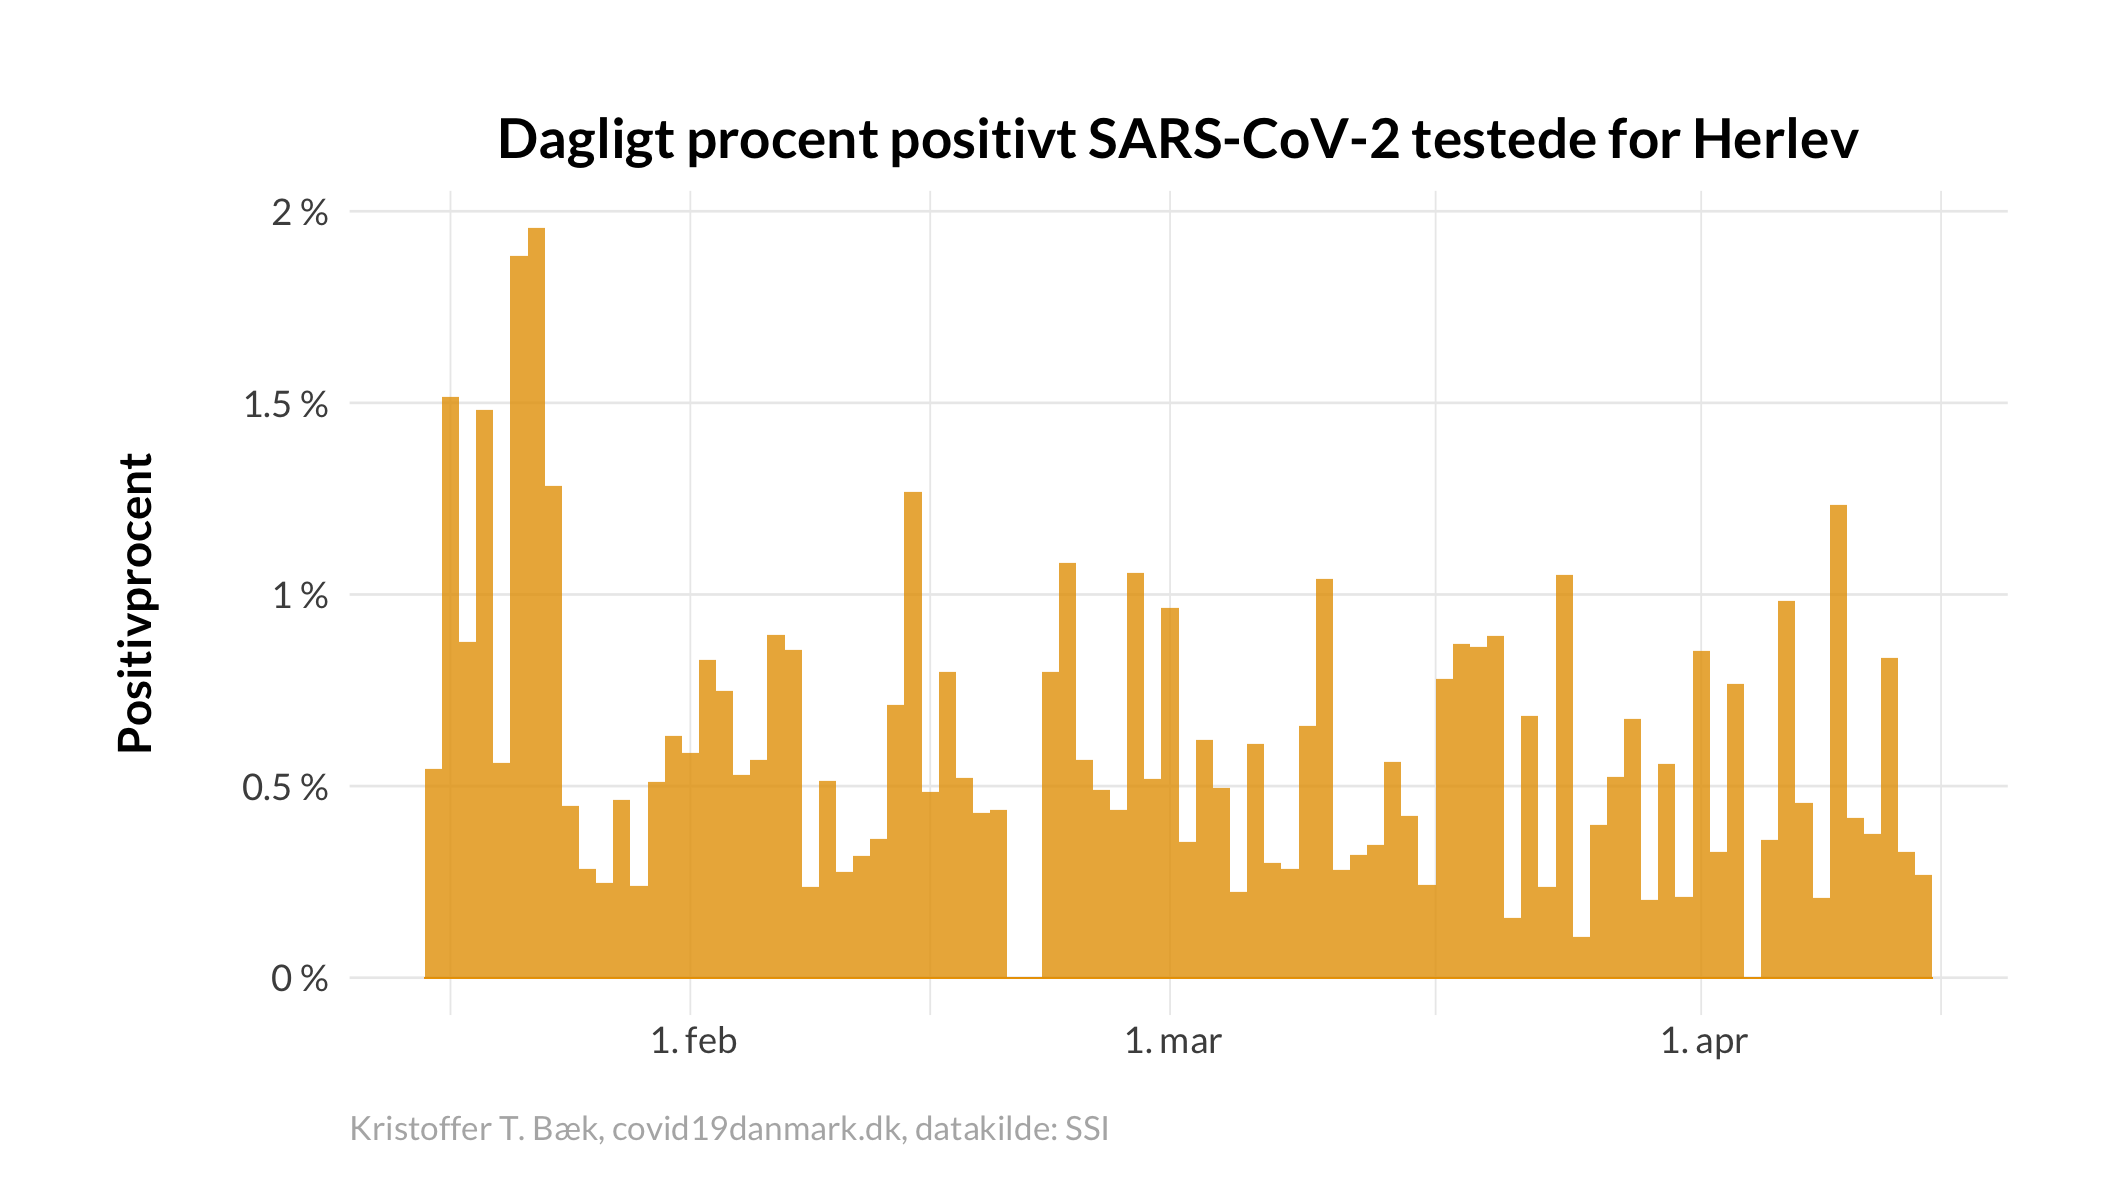 Dagligt procent positivt SARS-CoV-2 testede for Herlev
Positivprocent
2 %
1.5 %
1 %
0.5 %
0 %
1. feb
1. mar
1. apr
Kristoffer T. Bæk, covid19danmark.dk, datakilde: SSI